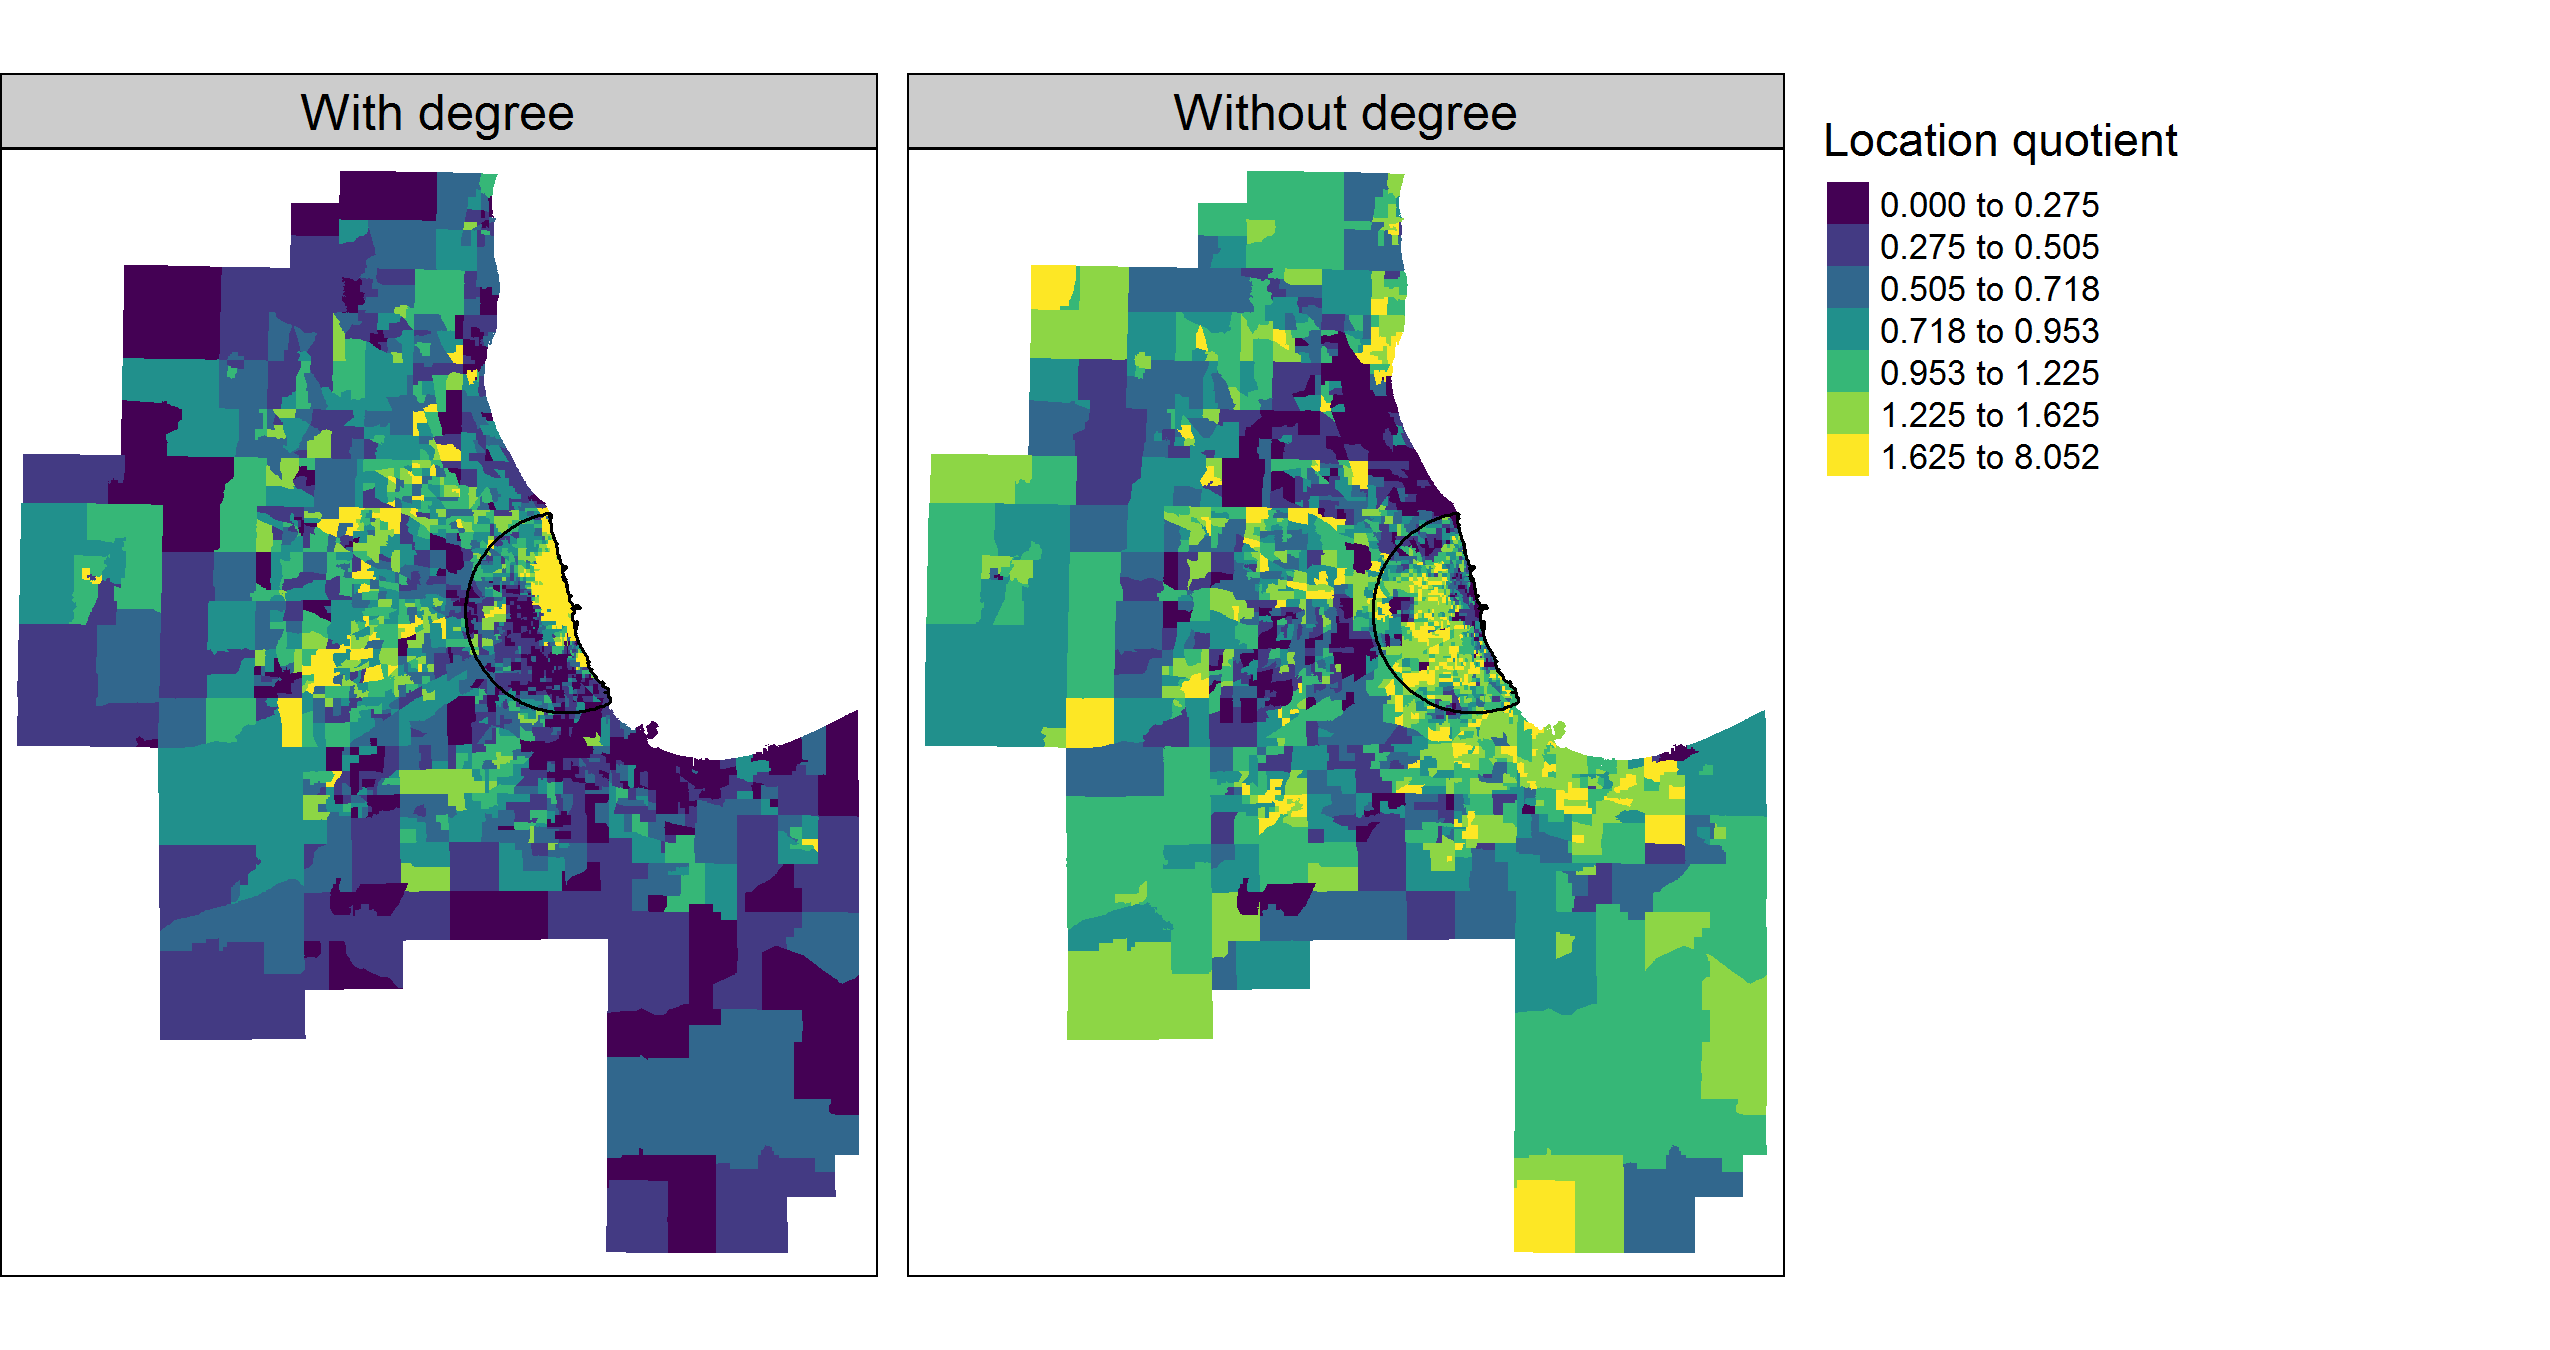 With degree
Without degree
Location quotient
0.000 to 0.275
0.275 to 0.505
0.505 to 0.718
0.718 to 0.953
0.953 to 1.225
1.225 to 1.625
1.625 to 8.052